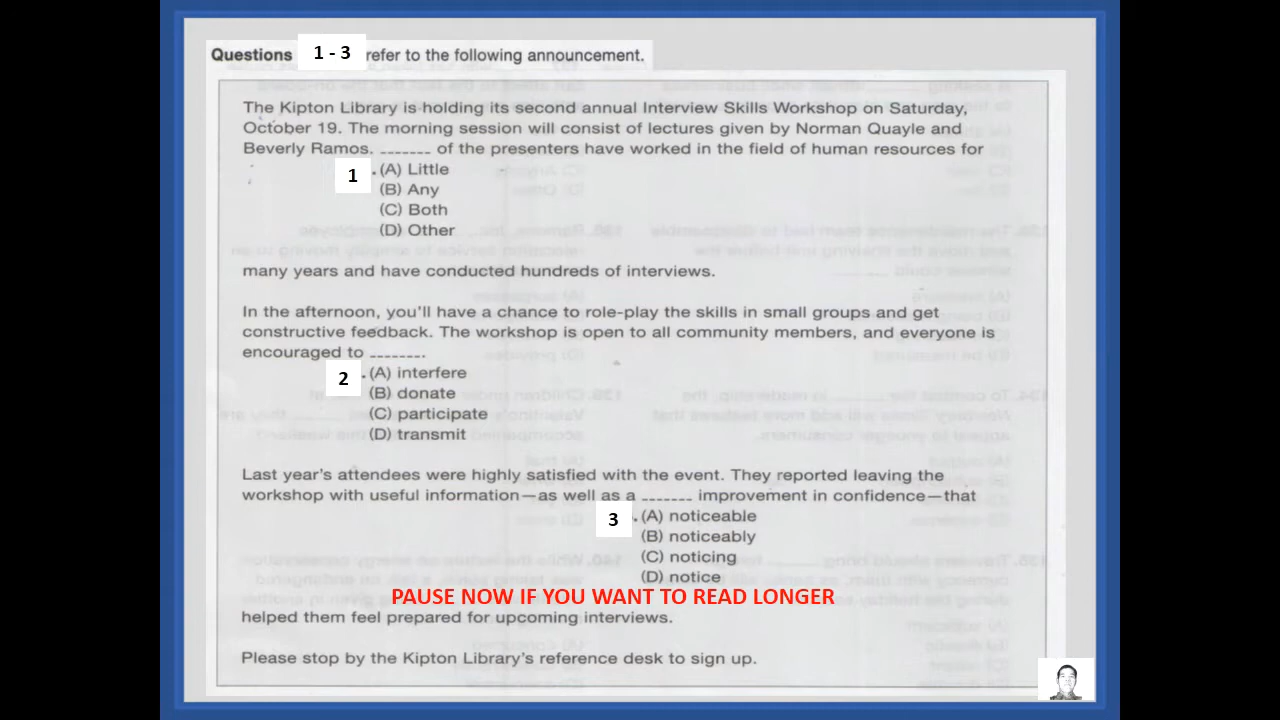 Questions 1 - 3 refer to the following announcement.
The Kipton Library is holding its second annual Interview Skills Workshop on Saturday,
October 19. The morning session will consist of lectures given by Norman Quayle and
Beverly Ramos. _______ of the presenters have worked in the field of human resources for
1 . (A) Little
(B) Any
(C) Both
(D) Other
many years and have conducted hundreds of interviews.
In the afternoon, you'll have a chance to role-play the skills in small groups and get
constructive feedback. The workshop is open to all community members, and everyone is
encouraged to _______.
2 . (A) interfere
(B) donate
(C) participate
(D) transmit
Last year's attendees were highly satisfied with the event. They reported leaving the
workshop with useful information—as well as a _______ improvement in confidence—that
3 . (A) noticeable
(B) noticeably
(C) noticing
(D) notice
PAUSE NOW IF YOU WANT TO READ LONGER
helped them feel prepared for upcoming interviews.
Please stop by the Kipton Library's reference desk to sign up.